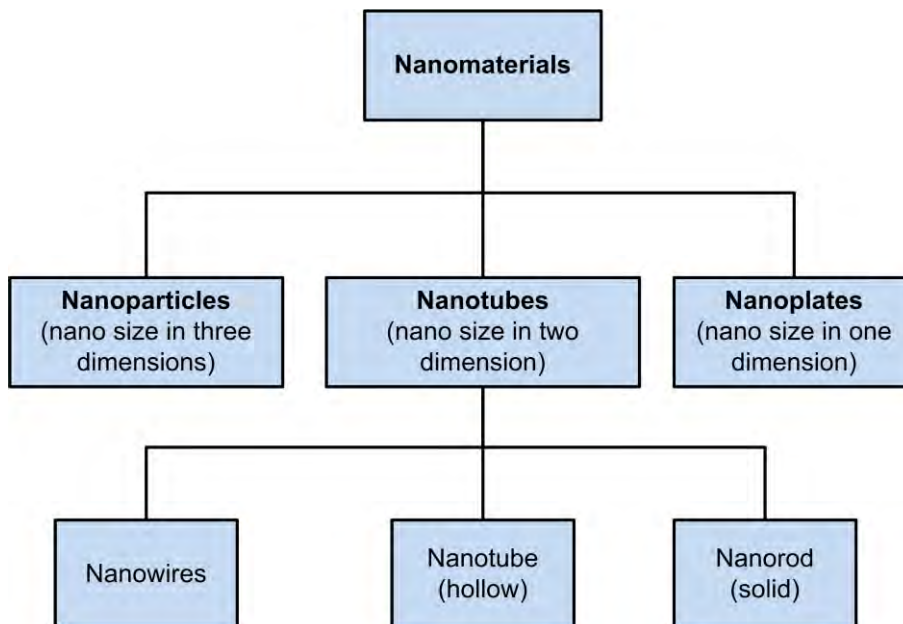 Nanomaterials
Nanoparticles
(nano size in three
dimensions)
Nanotubes
(nano size in two
dimension)
Nanoplates
(nano size in one
dimension)
Nanowires
Nanotube
(hollow)
Nanorod
(solid)